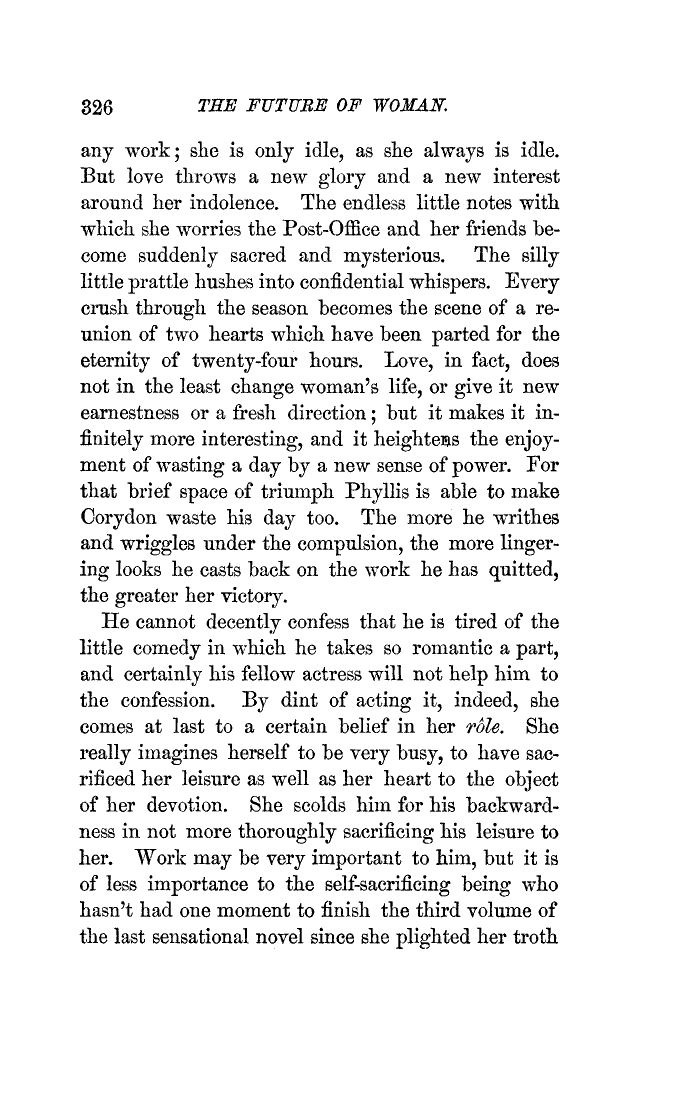 326 THE FUTURE OF WOMAN.
any work; she is only idle, as she always is idle.
But love throws a new glory and a new interest
around her indolence. The endless little notes with
which she worries the Post-Office and her friends be-
come suddenly sacred and mysterious. The silly
little prattle hushes into confidential whispers. Every
crush through the season becomes the scene of a re-
union of two hearts which have been parted for the
eternity of twenty-four hours. Love, in fact, does
not in the least change woman's life, or give it new
earnestness or a fresh direction; but it makes it in-
finitely more interesting, and it heightens the enjoy-
ment of wasting a day by a new sense of power. For
that brief space of triumph Phyllis is able to make
Corydon waste his day too. The more he writhes
and wriggles under the compulsion, the more linger-
ing looks he casts back on the work he has quitted,
the greater her victory.
He cannot decently confess that he is tired of the
little comedy in which he takes so romantic a part,
and certainly his fellow actress will not help him to
the confession. By dint of acting it, indeed, she
comes at last to a certain belief in her rôle. She
really imagines herself to be very busy, to have sac-
rificed her leisure as well as her heart to the object
of her devotion. She scolds him for his backward-
ness in not more thoroughly sacrificing his leisure to
her. Work may be very important to him, but it is
of less importance to the self-sacrificing being who
hasn't had one moment to finish the third volume of
the last sensational novel since she plighted her troth